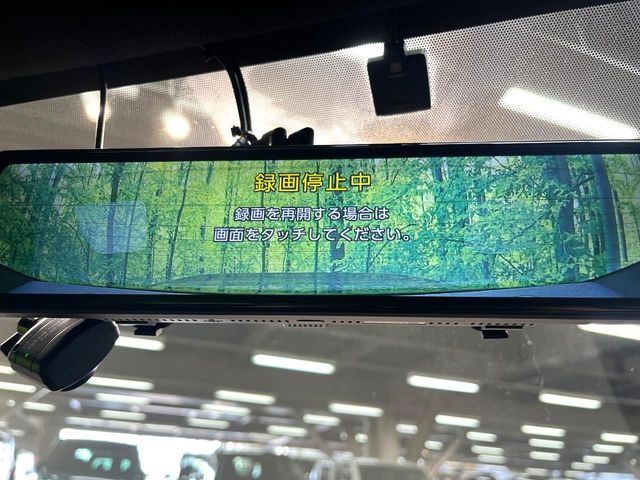 録画停止中
録画を再開する場合は
画面をタッチしてください。